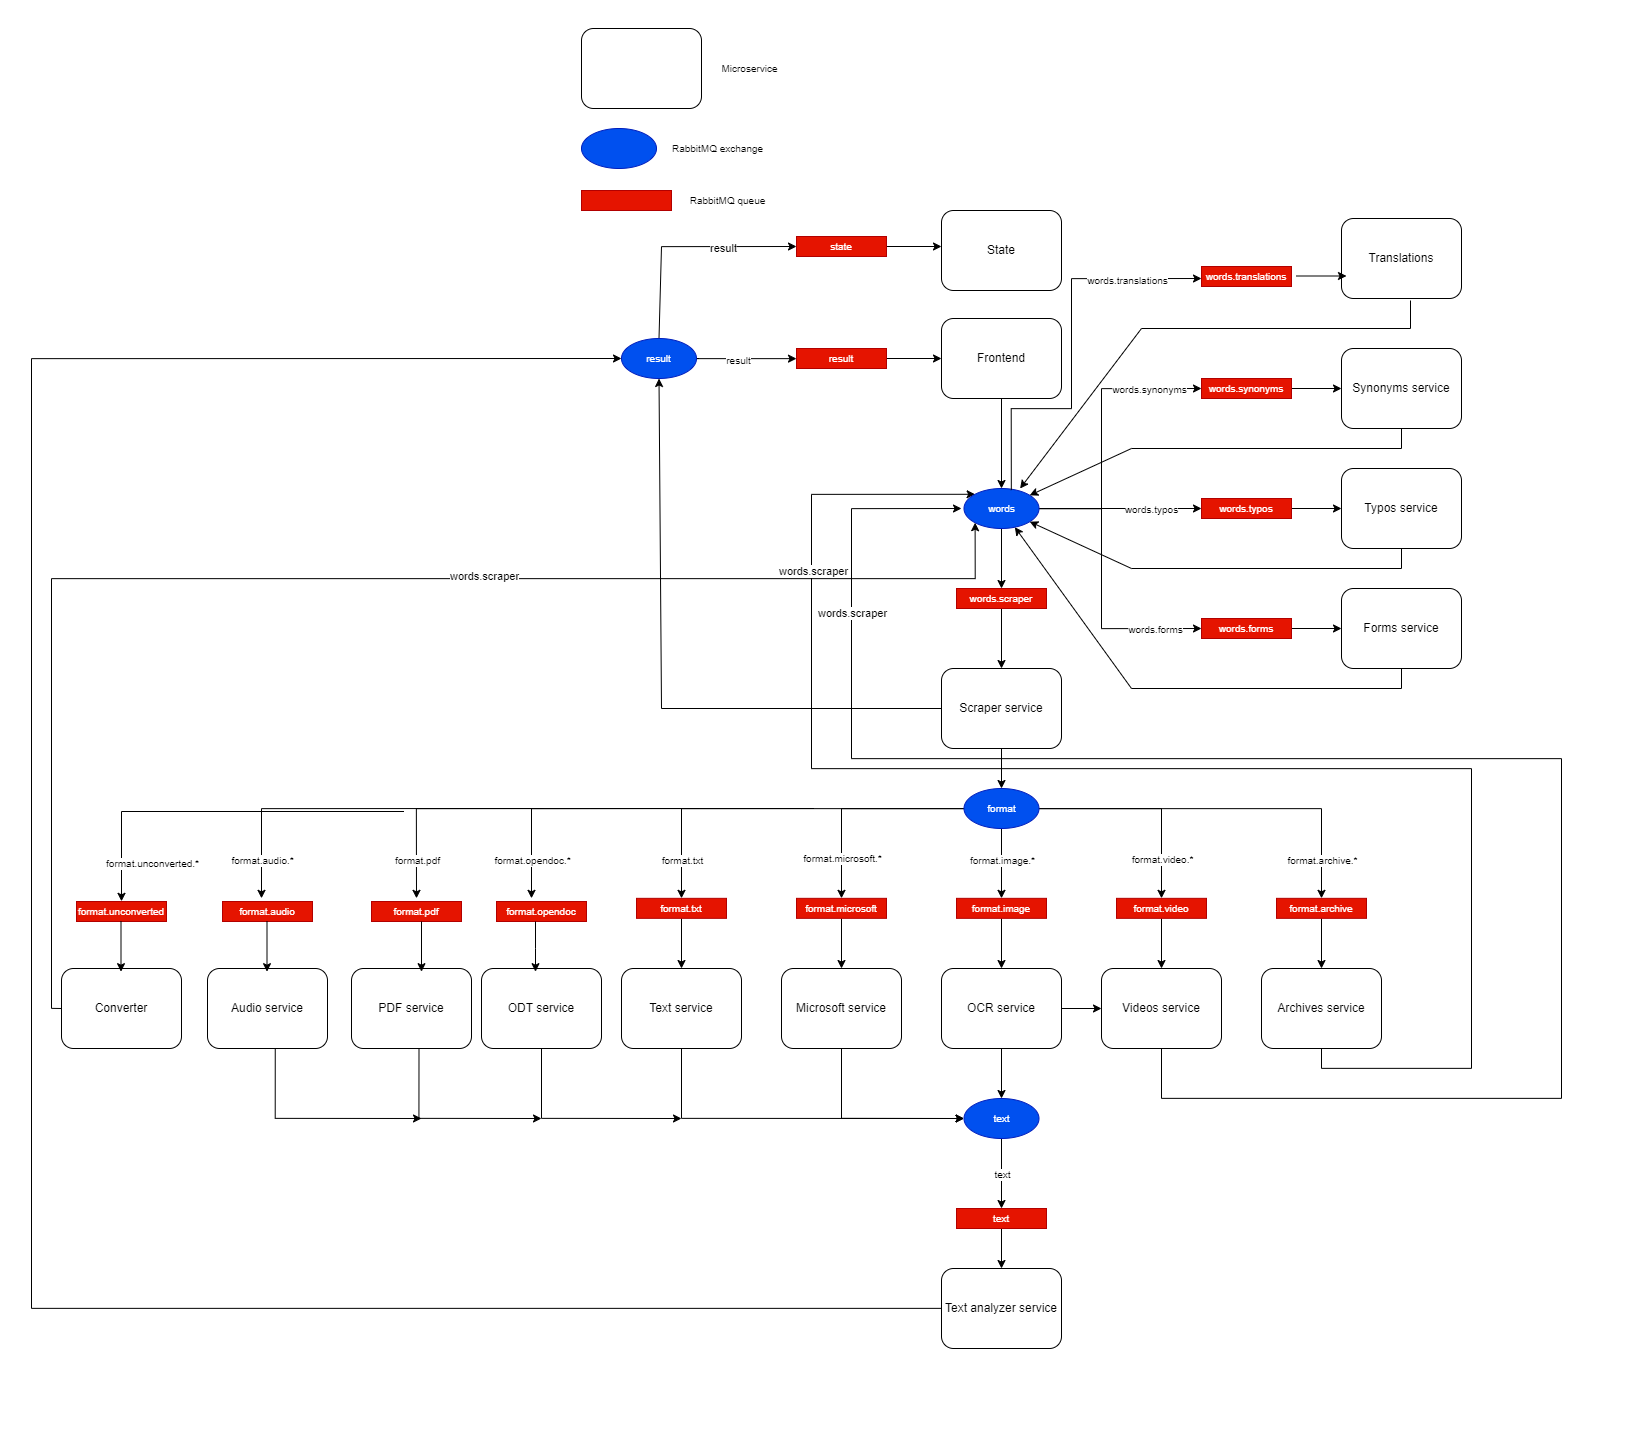 Microservice
RabbitMQ exchange
RabbitMQ queue
result
state
State
words.translations
words.translations
Translations
result
result
result
Frontend
words.synonyms
words.synonyms
Synonyms service
words
words.typos
words.typos
Typos service
words.scraper
words.scraper
words.scraper
words.scraper
words.forms
words.forms
Forms service
Scraper service
format
format.unconverted.*
format.audio.*
format.pdf
format.opendoc.*
format.txt
format.microsoft.*
format.image.*
format.video.*
format.archive.*
format.unconverted
format.audio
format.pdf
format.opendoc
format.txt
format.microsoft
format.image
format.video
format.archive
Converter
Audio service
PDF service
ODT service
Text service
Microsoft service
OCR service
Videos service
Archives service
text
text
text
Text analyzer service